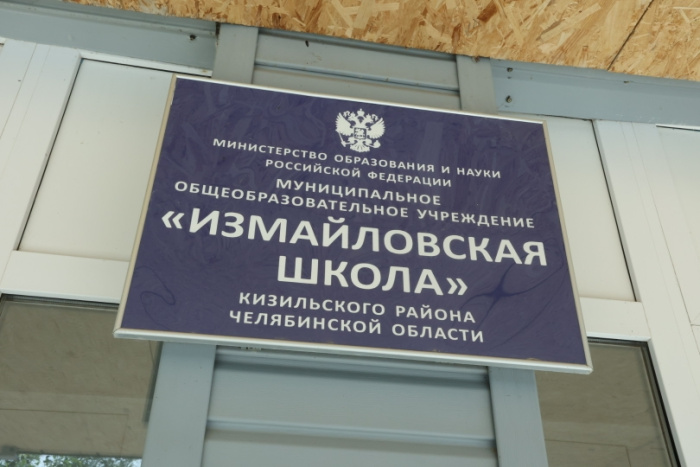 МИНИСТЕРСТВО ОБРАЗОВАНИЯ И НАУКИ
РОССИЙСКОЙ ФЕДЕРАЦИИ
МУНИЦИПАЛЬНОЕ
ОБЩЕОБРАЗОВАТЕЛЬНОЕ УЧРЕЖДЕНИЕ
«ИЗМАЙЛОВСКАЯ
ШКОЛА»
КИЗИЛЬСКОГО РАЙОНА
ЧЕЛЯБИНСКОЙ ОБЛАСТИ